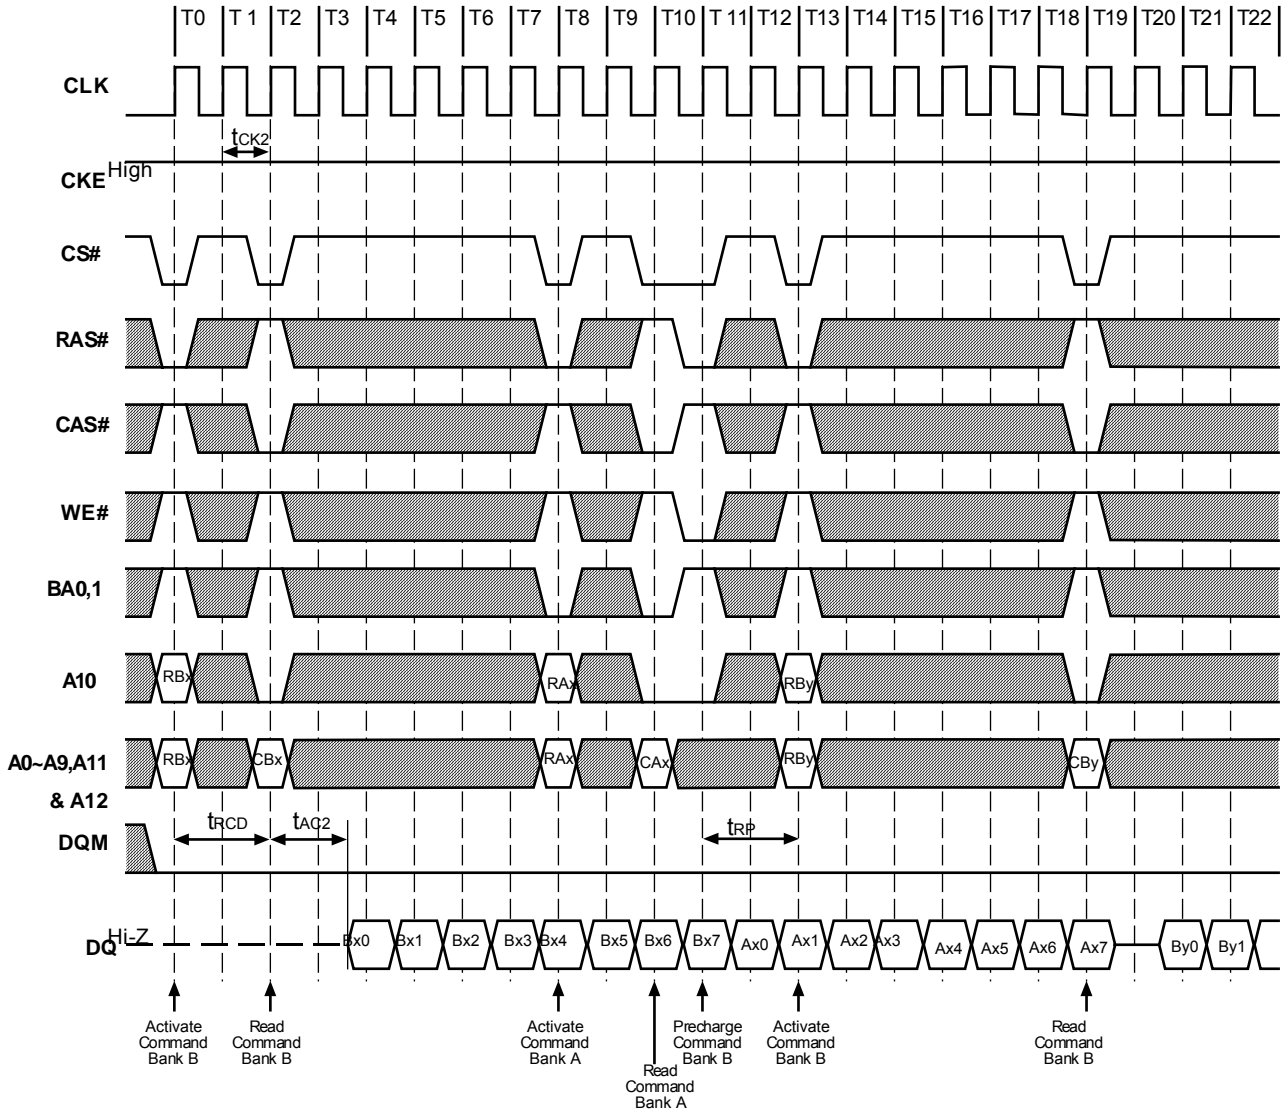 T0 T 1 T2 T3 T4 T5 T6 T7 T8 T9 T10 T 11 T12 T13 T14 T15 T16 T17 T18 T19 T20 T21 T22
CLK
tCK2
CKE High
CS#
RAS#
CAS#
WE#
BA0,1
A10 RBx RAx RBy
A0~A9,A11 RBx CBx RAx CAx RBy CBy
& A12
tRCD tAC2 tRP
DQM
DQ Hi-Z Bx0 Bx1 Bx2 Bx3 Bx4 Bx5 Bx6 Bx7 Ax0 Ax1 Ax2 Ax3 Ax4 Ax5 Ax6 Ax7 By0 By1
Activate
Command
Bank B
Read
Command
Bank B
Activate
Command
Bank A
Read
Command
Bank A
Precharge
Command
Bank B
Activate
Command
Bank B
Read
Command
Bank B